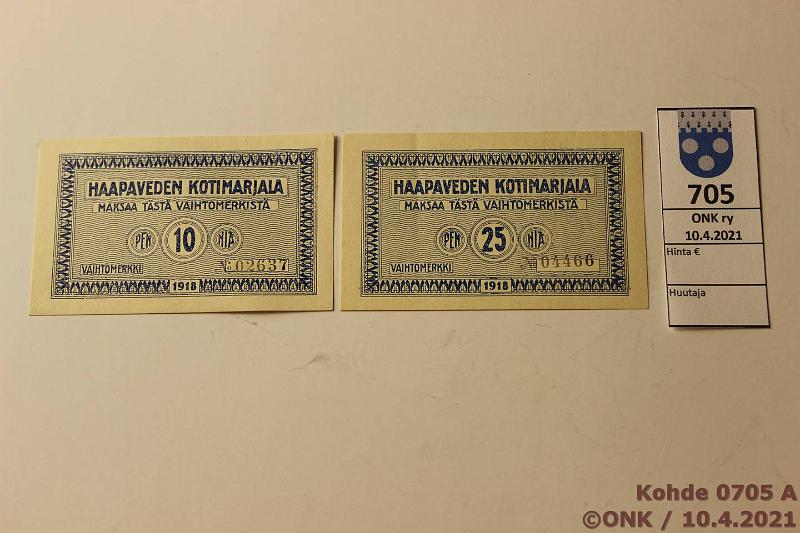 HAAPAVEDEN KOTIMARJALA
MAKSAA TÄSTÄ VAIHTOMERKISTÄ
PEN 10 NIÄ
VAIHTOMERKKI № 02637
1918
HAAPAVEDEN KOTIMARJALA
MAKSAA TÄSTÄ VAIHTOMERKISTÄ
PEN 25 NIÄ
VAIHTOMERKKI № 04466
1918
705
ONK ry
10.4.2021
Hinta €
Huutaja
Kohde 0705 A
©ONK / 10.4.2021